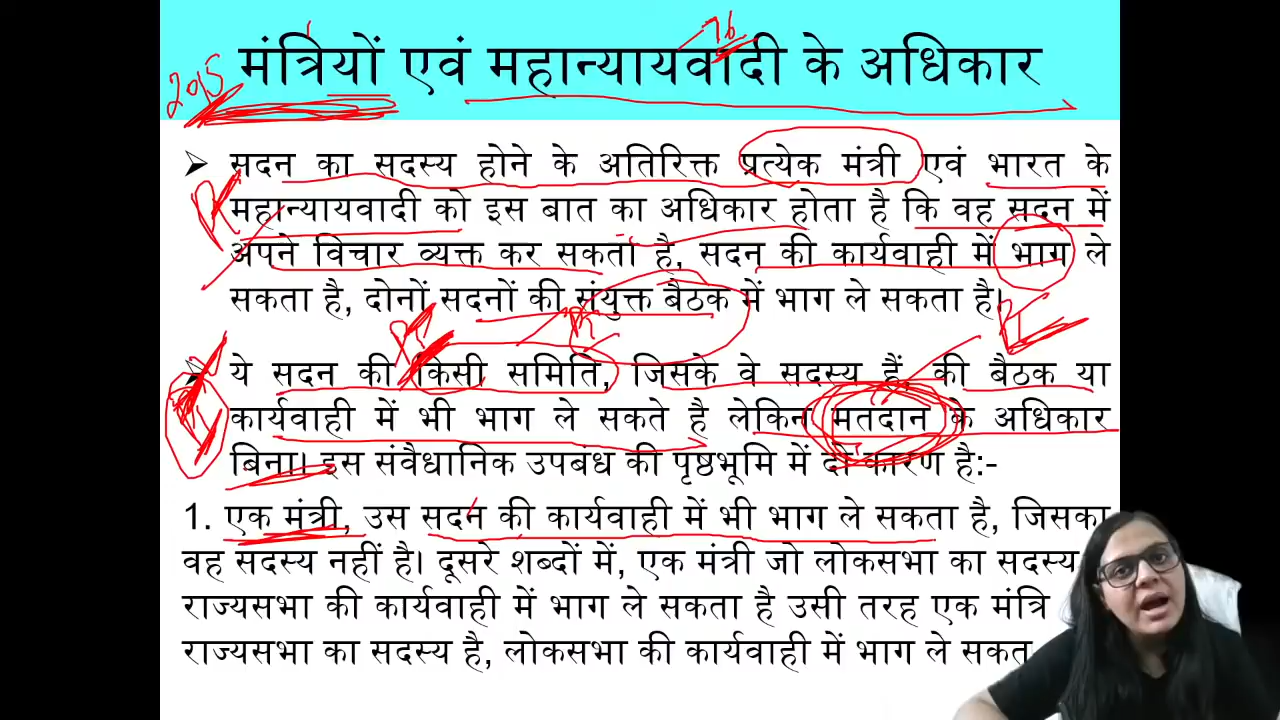 मंत्रियों एवं महान्यायवादी के अधिकार
76
2015
➤ सदन का सदस्य होने के अतिरिक्त प्रत्येक मंत्री एवं भारत के
महान्यायवादी को इस बात का अधिकार होता है कि वह सदन में
अपने विचार व्यक्त कर सकता है, सदन की कार्यवाही में भाग ले
सकता है, दोनों सदनों की संयुक्त बैठक में भाग ले सकता है।
➤ ये सदन की किसी समिति, जिसके वे सदस्य हैं, की बैठक या
कार्यवाही में भी भाग ले सकते है लेकिन मतदान के अधिकार
बिना। इस संवैधानिक उपबंध की पृष्ठभूमि में दो कारण है:-
1. एक मंत्री, उस सदन की कार्यवाही में भी भाग ले सकता है, जिसका
वह सदस्य नहीं है। दूसरे शब्दों में, एक मंत्री जो लोकसभा का सदस्य
राज्यसभा की कार्यवाही में भाग ले सकता है उसी तरह एक मंत्रि
राज्यसभा का सदस्य है, लोकसभा की कार्यवाही में भाग ले सकत